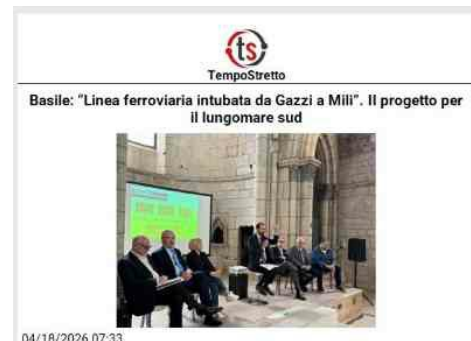 ts
TempoStretto
Basile: "Linea ferroviaria intubata da Gazzi a Mili". Il progetto per
il lungomare sud
04/18/2026 07:33